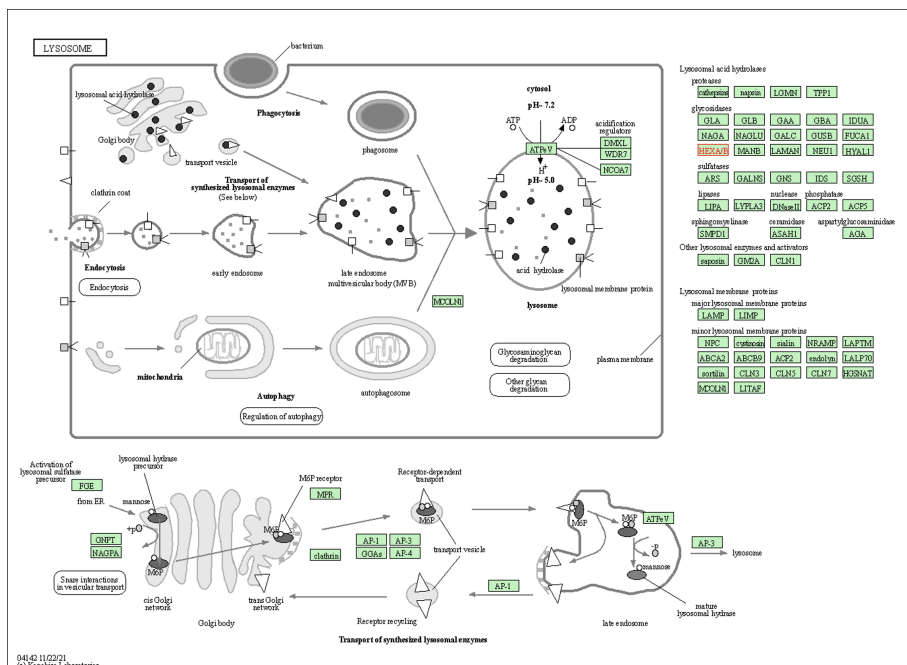 LYSOSOME
bacterium
lysosomal acid hydrolase
Golgi body
Phagocytosis
phagosome
transport vesicle
Transport of
synthesized lysosomal enzymes
(See below)
clathrin coat
Endocytosis
Endocytosis
early endosome
late endosome
multivesicular body (MVB)
MCOLN1
mitochondria
Autophagy
Regulation of autophagy
autophagosome
cytosol
pH~ 7.2
ATP
ADP
ATPeV
H+
pH~ 5.0
acidification
regulators
DMXL
WDR7
NCOA7
acid hydrolase
lysosomal membrane protein
lysosome
Glycosaminoglycan
degradation
Other glycan
degradation
plasma membrane
Lysosomal acid hydrolases
proteases
cathepsins napsin LGMN TPP1
glycosidases
GLA GLB GAA GBA IDUA
NAGA NAGLU GALC GUSB FUCA1
HEXA/B MANB LAMAN NEU1 HYAL1
sulfatases
ARS GALNS GNS IDS SGSH
lipases nuclease phosphatase
LIPA LYPLA3 DNaseII ACP2 ACP5
sphingomyelinase ceramidase aspartylglucosaminidase
SMPD1 ASAH1 AGA
Other lysosomal enzymes and activators
saposin GM2A CLN1
Lysosomal membrane proteins
major lysosomal membrane proteins
LAMP LIMP
minor lysosomal membrane proteins
NPC cystinosin sialin NRAMP LAPTM
ABCA2 ABCB9 ACP2 endolyn LALP70
sortilin CLN3 CLN5 CLN7 HGSNAT
MCOLN1 LITAF
Activation of
lysosomal sulfatase
precursor
FGE
lysosomal hydrolase
precursor
from ER
mannose
+p
GNPT
NAGPA
M6P
Snare interactions
in vesicular transport
cis Golgi
network
Golgi body
trans Golgi
network
M6P receptor
MPR
M6P
clathrin
AP-1 AP-3
GGAs AP-4
Receptor-dependent
transport
M6P
transport vesicle
Receptor recycling
AP-1
Transport of synthesized lysosomal enzymes
M6P
M6P
ATPeV
-p
mannose
late endosome
mature
lysosomal hydrolase
AP-3
lysosome
04142 11/22/21
(c) Kanehisa Laboratories